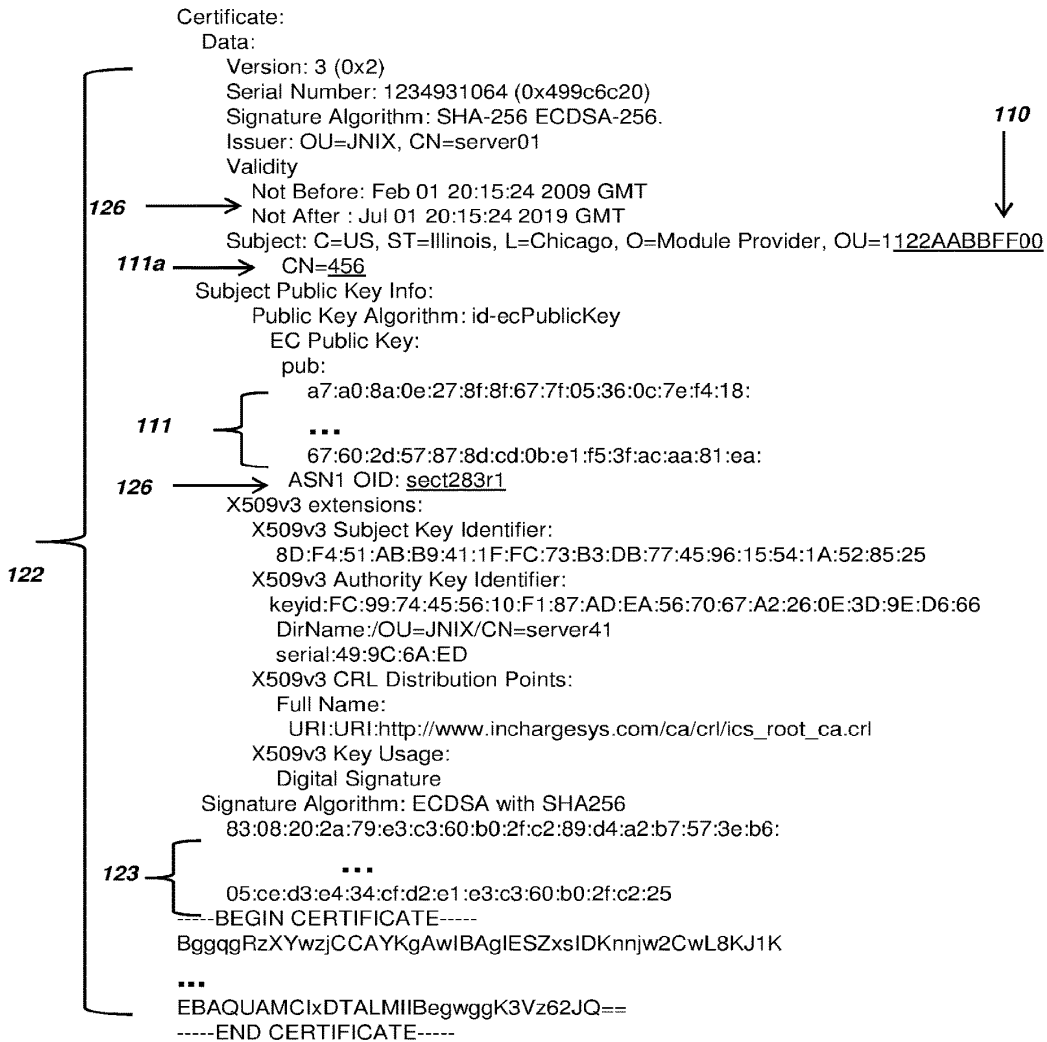 Certificate:
Data:
Version: 3 (0x2)
Serial Number: 1234931064 (0x499c6c20)
Signature Algorithm: SHA-256 ECDSA-256.
110
Issuer: OU=JNIX, CN=server01
Validity
Not Before: Feb 01 20:15:24 2009 GMT
126
Not After : Jul 01 20:15:24 2019 GMT
Subject: C=US, ST=Illinois, L=Chicago, O=Module Provider, OU=1122AABBFF00
111a
CN=456
Subject Public Key Info:
Public Key Algorithm: id-ecPublicKey
EC Public Key:
pub:
a7:a0:8a:0e:27:8f:8f:67:7f:05:36:0c:7e:f4:18:
111
...
67:60:2d:57:87:8d:cd:0b:e1:f5:3f:ac:aa:81:ea:
126
ASN1 OID: sect283r1
X509v3 extensions:
X509v3 Subject Key Identifier:
8D:F4:51:AB:B9:41:1F:FC:73:B3:DB:77:45:96:15:54:1A:52:85:25
122
X509v3 Authority Key Identifier:
keyid:FC:99:74:45:56:10:F1:87:AD:EA:56:70:67:A2:26:0E:3D:9E:D6:66
DirName:/OU=JNIX/CN=server41
serial:49:9C:6A:ED
X509v3 CRL Distribution Points:
Full Name:
URI:URI:http://www.inchargesys.com/ca/crl/ics_root_ca.crl
X509v3 Key Usage:
Digital Signature
Signature Algorithm: ECDSA with SHA256
83:08:20:2a:79:e3:c3:60:b0:2f:c2:89:d4:a2:b7:57:3e:b6:
123
...
05:ce:d3:e4:34:cf:d2:e1:e3:c3:60:b0:2f:c2:25
-----BEGIN CERTIFICATE-----
BggqgRzXYwzjCCAYKgAwIBAgIESZxsIDKnnjw2CwL8KJ1K
...
EBAQUAMCIxDTALMIIBegwggK3Vz62JQ==
-----END CERTIFICATE-----